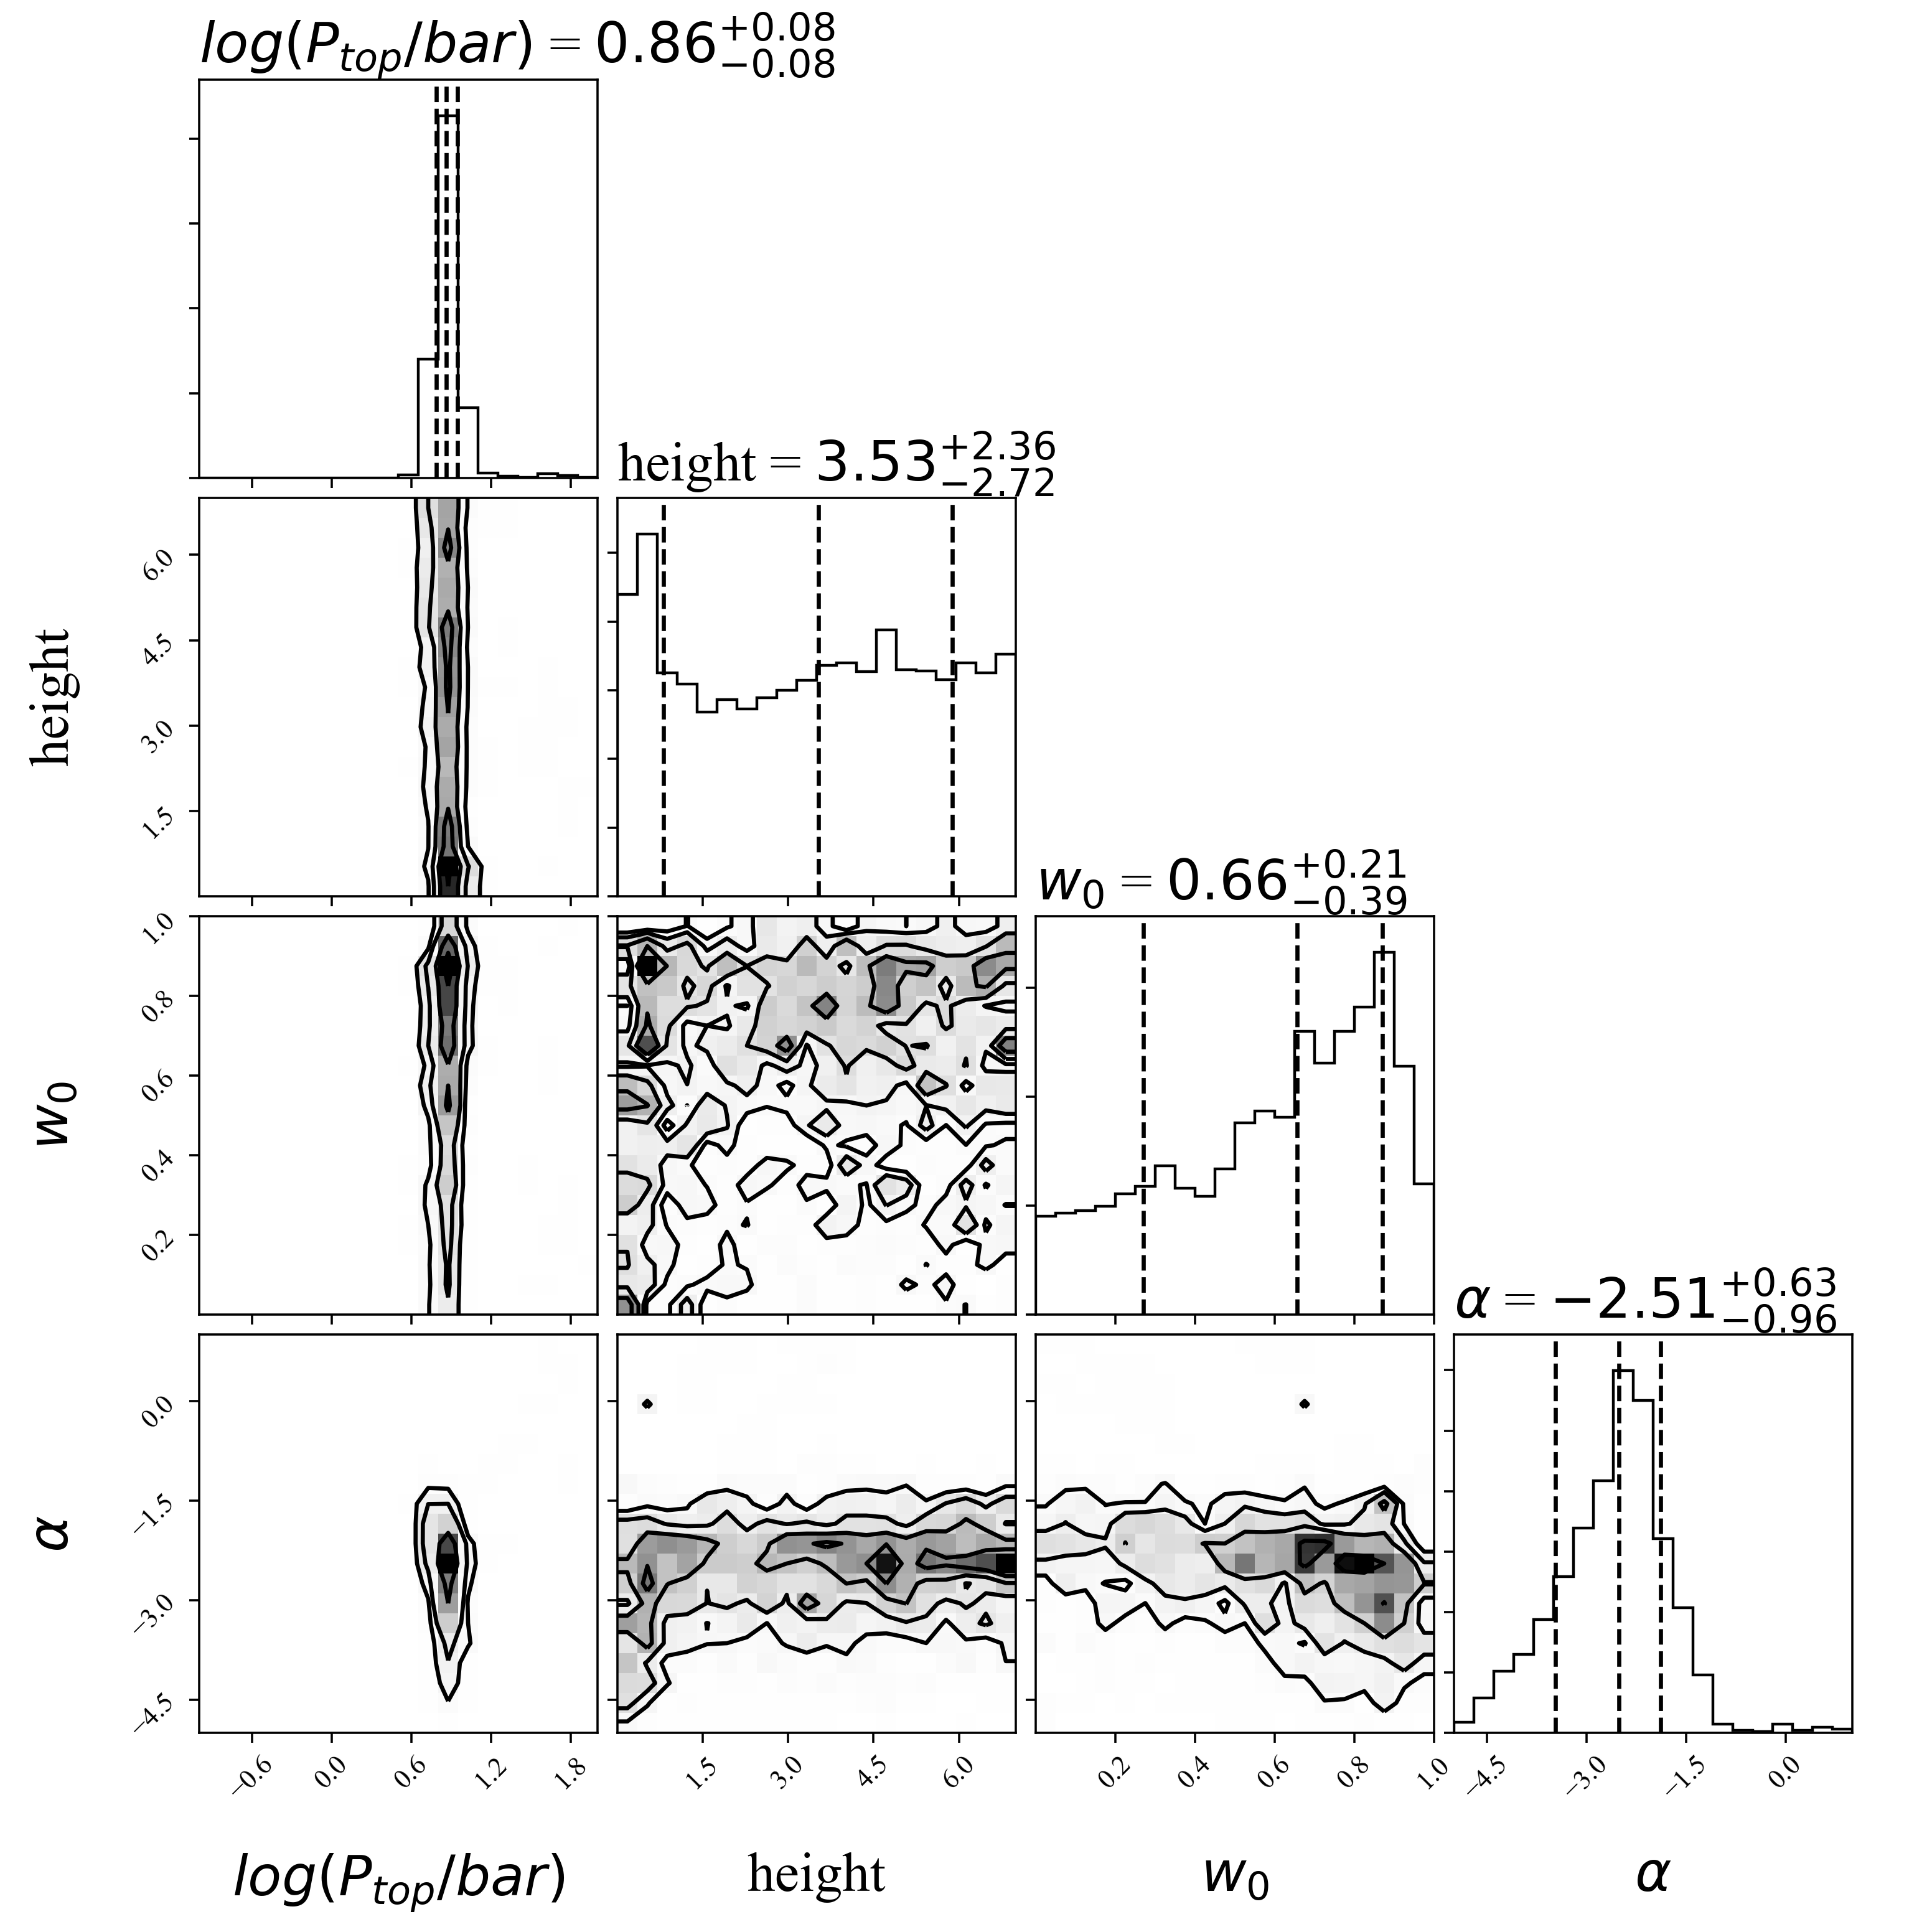 log(P_top/bar) = 0.86 +0.08 −0.08
height = 3.53 +2.36 −2.72
6.0
4.5
3.0
1.5
height
w_0 = 0.66 +0.21 −0.39
1.0
0.8
0.6
0.4
0.2
w_0
α = −2.51 +0.63 −0.96
0.0
−1.5
−3.0
−4.5
α
−0.6 0.0 0.6 1.2 1.8 1.5 3.0 4.5 6.0 0.2 0.4 0.6 0.8 1.0 −4.5 −3.0 −1.5 0.0
log(P_top/bar) height w_0 α